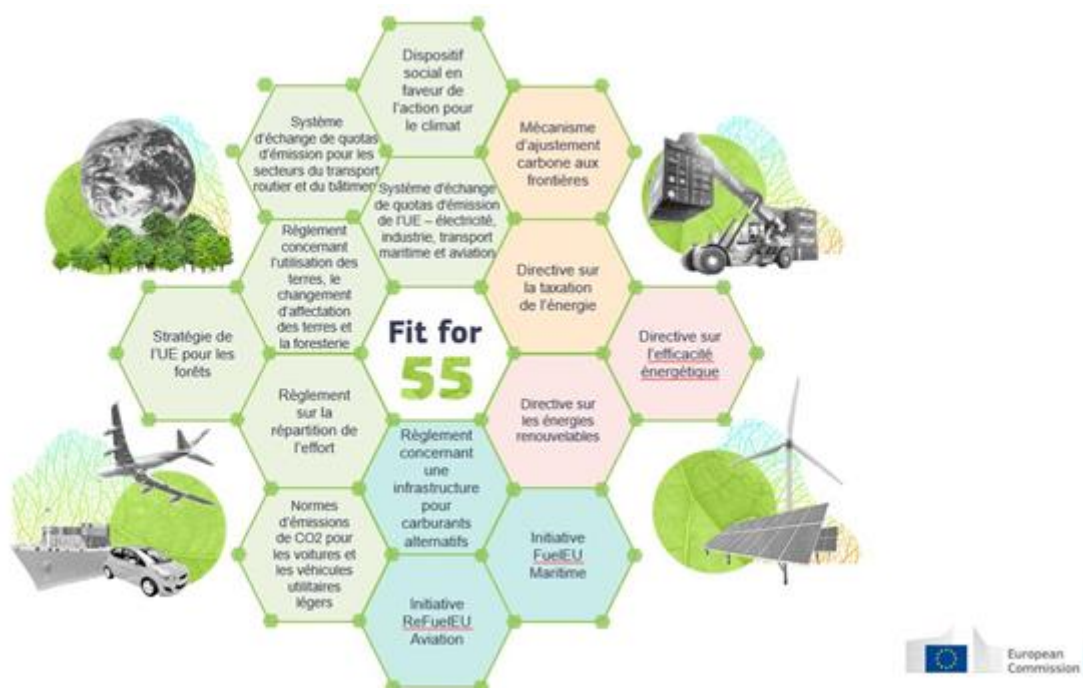 Dispositif
social en
faveur de
l'action pour
le climat
Système
d'échange de quotas
d'émission pour les
secteurs du transport
routier et du bâtiment
Mécanisme
d'ajustement
carbone aux
frontières
Système d'échange
de quotas d'émission
de l'UE – électricité,
industrie, transport
maritime et aviation
Règlement
concernant
l'utilisation des
terres, le
changement
d'affectation
des terres et
la foresterie
Directive sur
la taxation
de l'énergie
Stratégie de
l'UE pour les
forêts
Fit for
55
Directive sur
l'efficacité
énergétique
Règlement
sur la
répartition de
l'effort
Directive sur
les énergies
renouvelables
Règlement
concernant
une
infrastructure
pour
carburants
alternatifs
Normes
d'émissions
de CO2 pour
les voitures et
les véhicules
utilitaires
légers
Initiative
FuelEU
Maritime
Initiative
ReFuelEU
Aviation
European
Commission